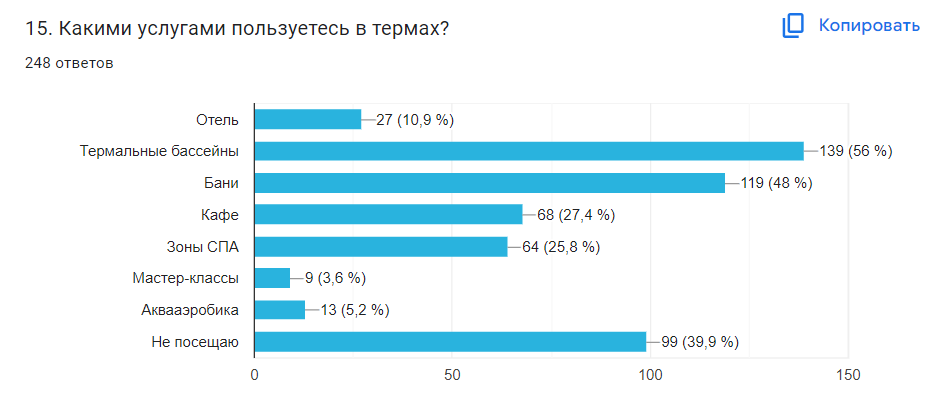 15. Какими услугами пользуетесь в термах?
Копировать
248 ответов
Отель 27 (10,9 %)
Термальные бассейны 139 (56 %)
Бани 119 (48 %)
Кафе 68 (27,4 %)
Зоны СПА 64 (25,8 %)
Мастер-классы 9 (3,6 %)
Аквааэробика 13 (5,2 %)
Не посещаю 99 (39,9 %)
0 50 100 150